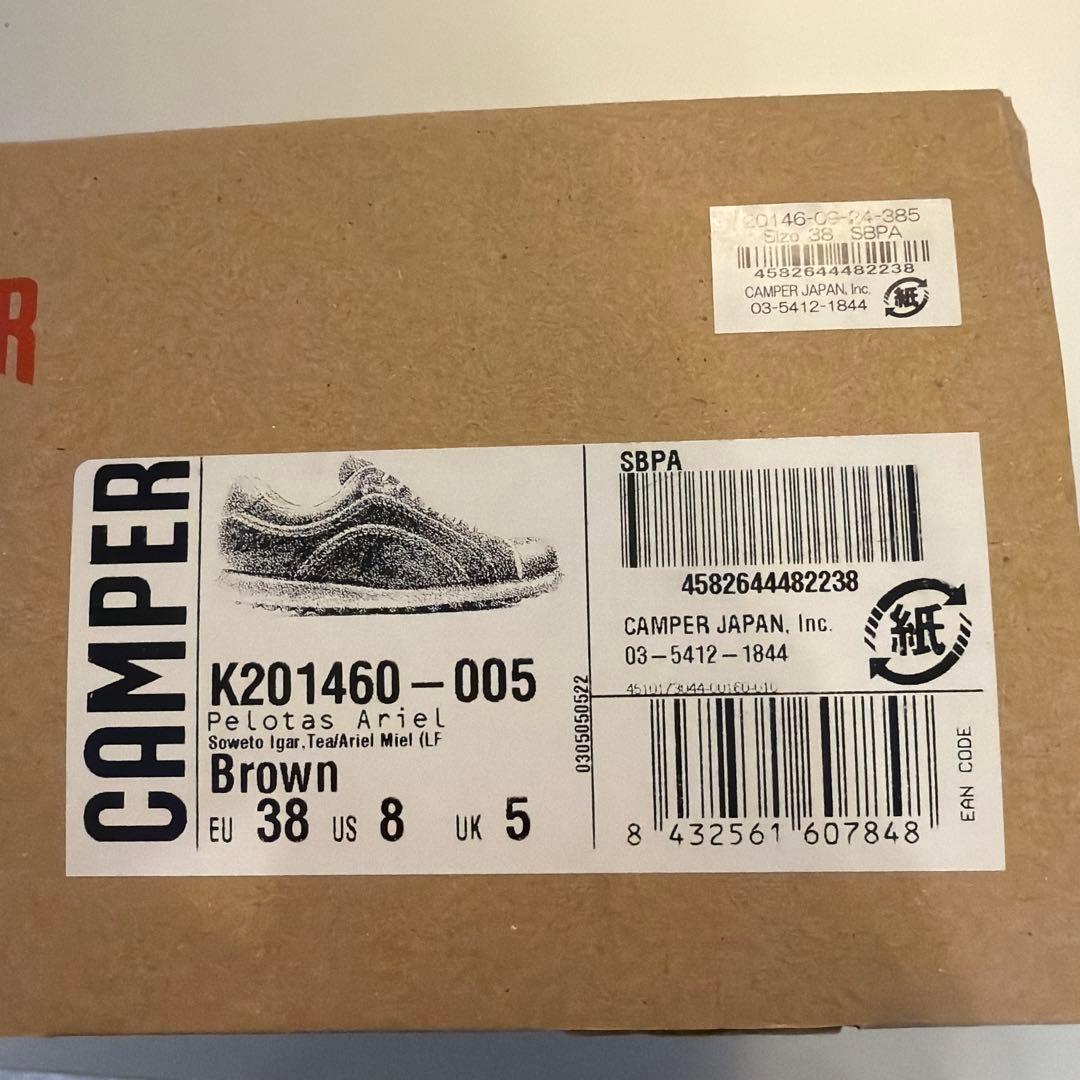 R
20146-09-24-385
Size 38 SBPA
4582644482238
CAMPER JAPAN, Inc.
03-5412-1844
紙
CAMPER
K201460-005
Pelotas Ariel
Soweto Igar,Tea/Ariel Miel (LF
Brown
EU 38 US 8 UK 5
0305050522
SBPA
4582644482238
CAMPER JAPAN, Inc.
03-5412-1844
紙
8 432561 607848
EAN CODE